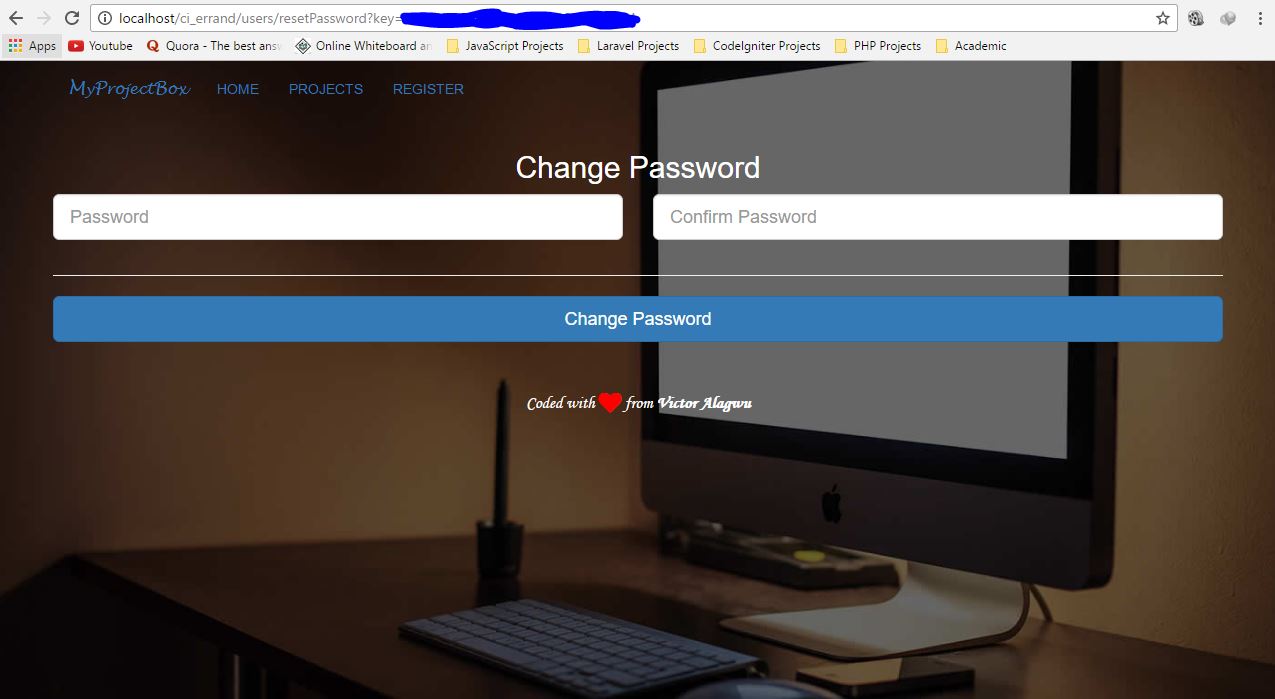 localhost/ci_errand/users/resetPassword?key=
Apps Youtube Quora - The best ans Online Whiteboard an JavaScript Projects Laravel Projects CodeIgniter Projects PHP Projects Academic
MyProjectBox HOME PROJECTS REGISTER
Change Password
Password Confirm Password
Change Password
Coded with from Victor Alagwu